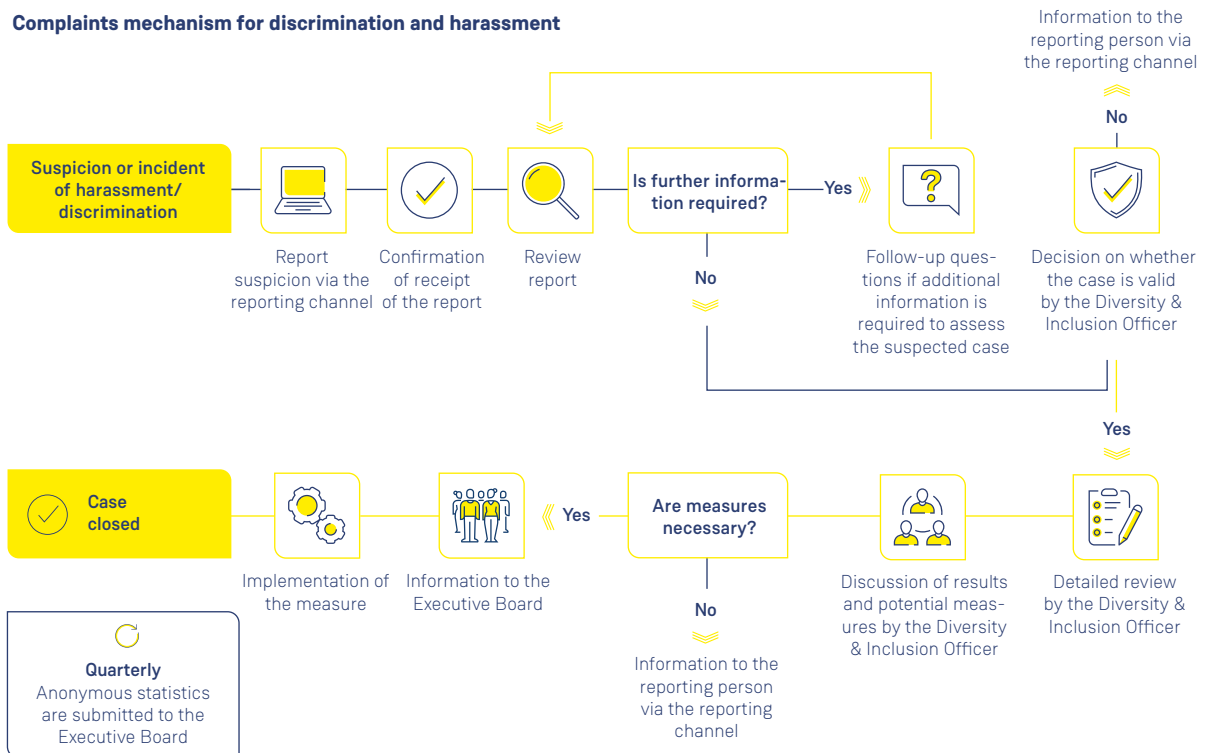 Complaints mechanism for discrimination and harassment
Information to the
reporting person via
the reporting channel
No
Suspicion or incident
of harassment/
discrimination
Report
suspicion via the
reporting channel
Confirmation
of receipt
of the report
Review
report
Is further informa-
tion required?
Yes
No
?
Follow-up ques-
tions if additional
information is
required to assess
the suspected case
Decision on whether
the case is valid
by the Diversity &
Inclusion Officer
Yes
Case
closed
Implementation of
the measure
Information to the
Executive Board
Yes
Are measures
necessary?
No
Information to the
reporting person
via the reporting
channel
Discussion of results
and potential meas-
ures by the Diversity
& Inclusion Officer
Detailed review
by the Diversity &
Inclusion Officer
Quarterly
Anonymous statistics
are submitted to the
Executive Board